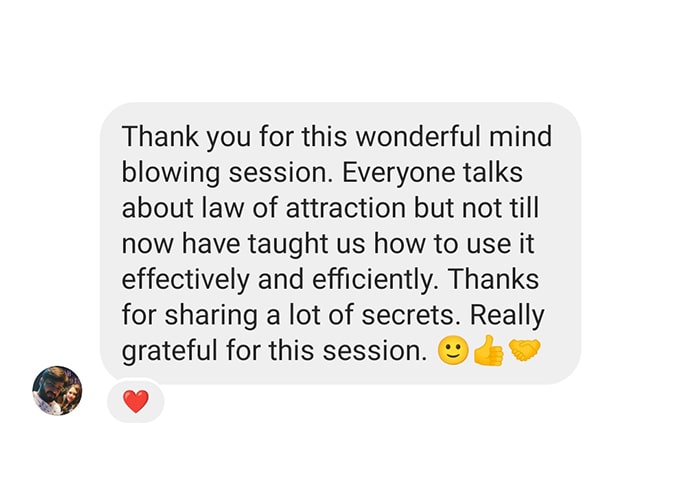 Thank you for this wonderful mind
blowing session. Everyone talks
about law of attraction but not till
now have taught us how to use it
effectively and efficiently. Thanks
for sharing a lot of secrets. Really
grateful for this session. 🙂👍🤝